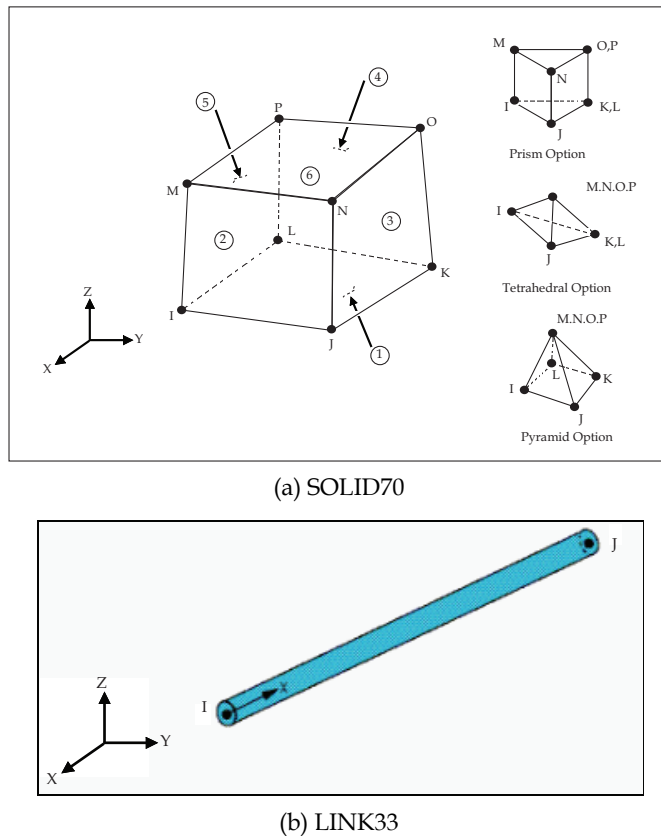 M
O,P
N
I
K,L
J
Prism Option
④
⑤
P
O
M
⑥
N
②
L
③
K
I
J
①
Z
Y
X
M.N.O.P
I
K,L
J
Tetrahedral Option
M.N.O.P
L
K
I
J
Pyramid Option
(a) SOLID70
J
I
X
Z
Y
X
(b) LINK33